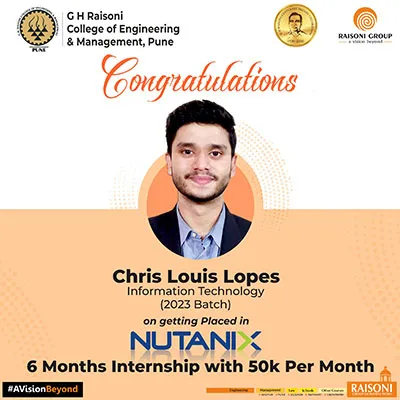 G H Raisoni
College of Engineering
& Management, Pune
PUNE
RAISONI GROUP
a vision beyond
Congratulations
Chris Louis Lopes
Information Technology
(2023 Batch)
on getting Placed in
NUTANIX
6 Months Internship with 50k Per Month
#AVisionBeyond
RAISONI